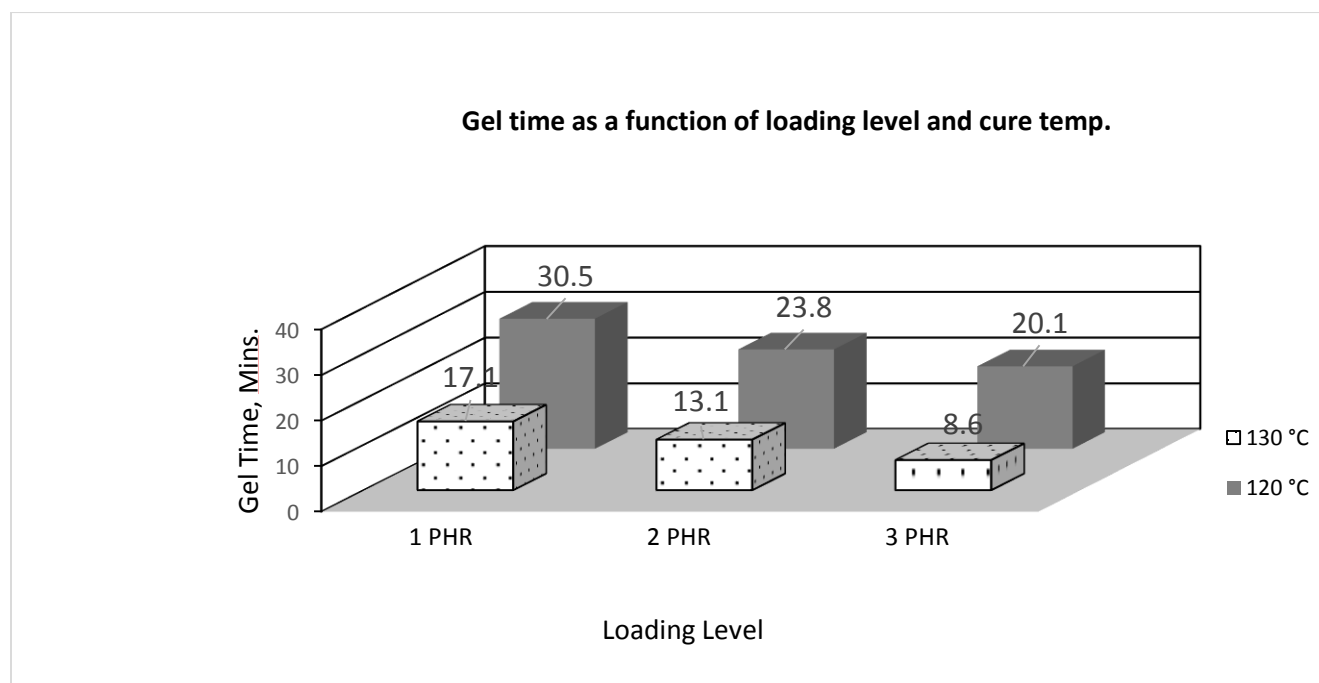 Gel time as a function of loading level and cure temp.
30.5
23.8
20.1
17.1
13.1
8.6
40
30
20
10
0
Gel Time, Mins.
1 PHR
2 PHR
3 PHR
Loading Level
130 °C
120 °C